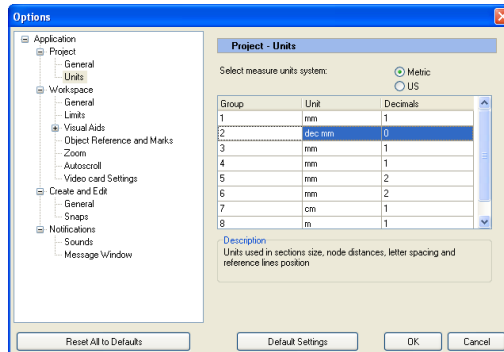 Options
Application
Project
General
Units
Workspace
General
Limits
Visual Aids
Object Reference and Marks
Zoom
Autoscroll
Video card Settings
Create and Edit
General
Snaps
Notifications
Sounds
Message Window
Project - Units
Select measure units system:
Metric
US
Group Unit Decimals
1 mm 1
2 dec mm 0
3 mm 1
4 mm 1
5 mm 2
6 mm 2
7 cm 1
8 m 1
Description
Units used in sections size, node distances, letter spacing and
reference lines position
Reset All to Defaults Default Settings OK Cancel